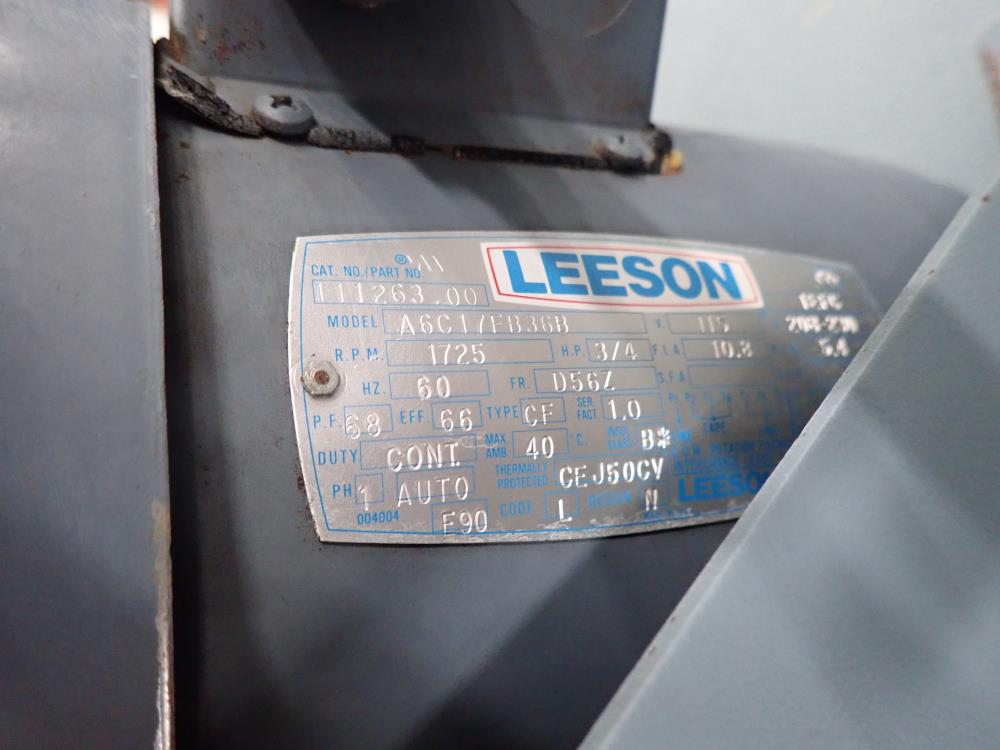 LEESON
CAT. NO./PART NO ®
111263.00
MODEL A6C17FB36B V. 115 208-230
R.P.M. 1725 H.P. 3/4 F.L.A. 10.8 5.4
HZ. 60 FR. D56Z S.F.A.
P.F. 68 EFF. 66 TYPE CF SER. FACT. 1.0
DUTY CONT. MAX AMB 40 °C. INSUL CLASS B*
PH 1 AUTO THERMALLY PROTECTED CEJ50CV
004004 E90 CODE L DESIGN N LEESO